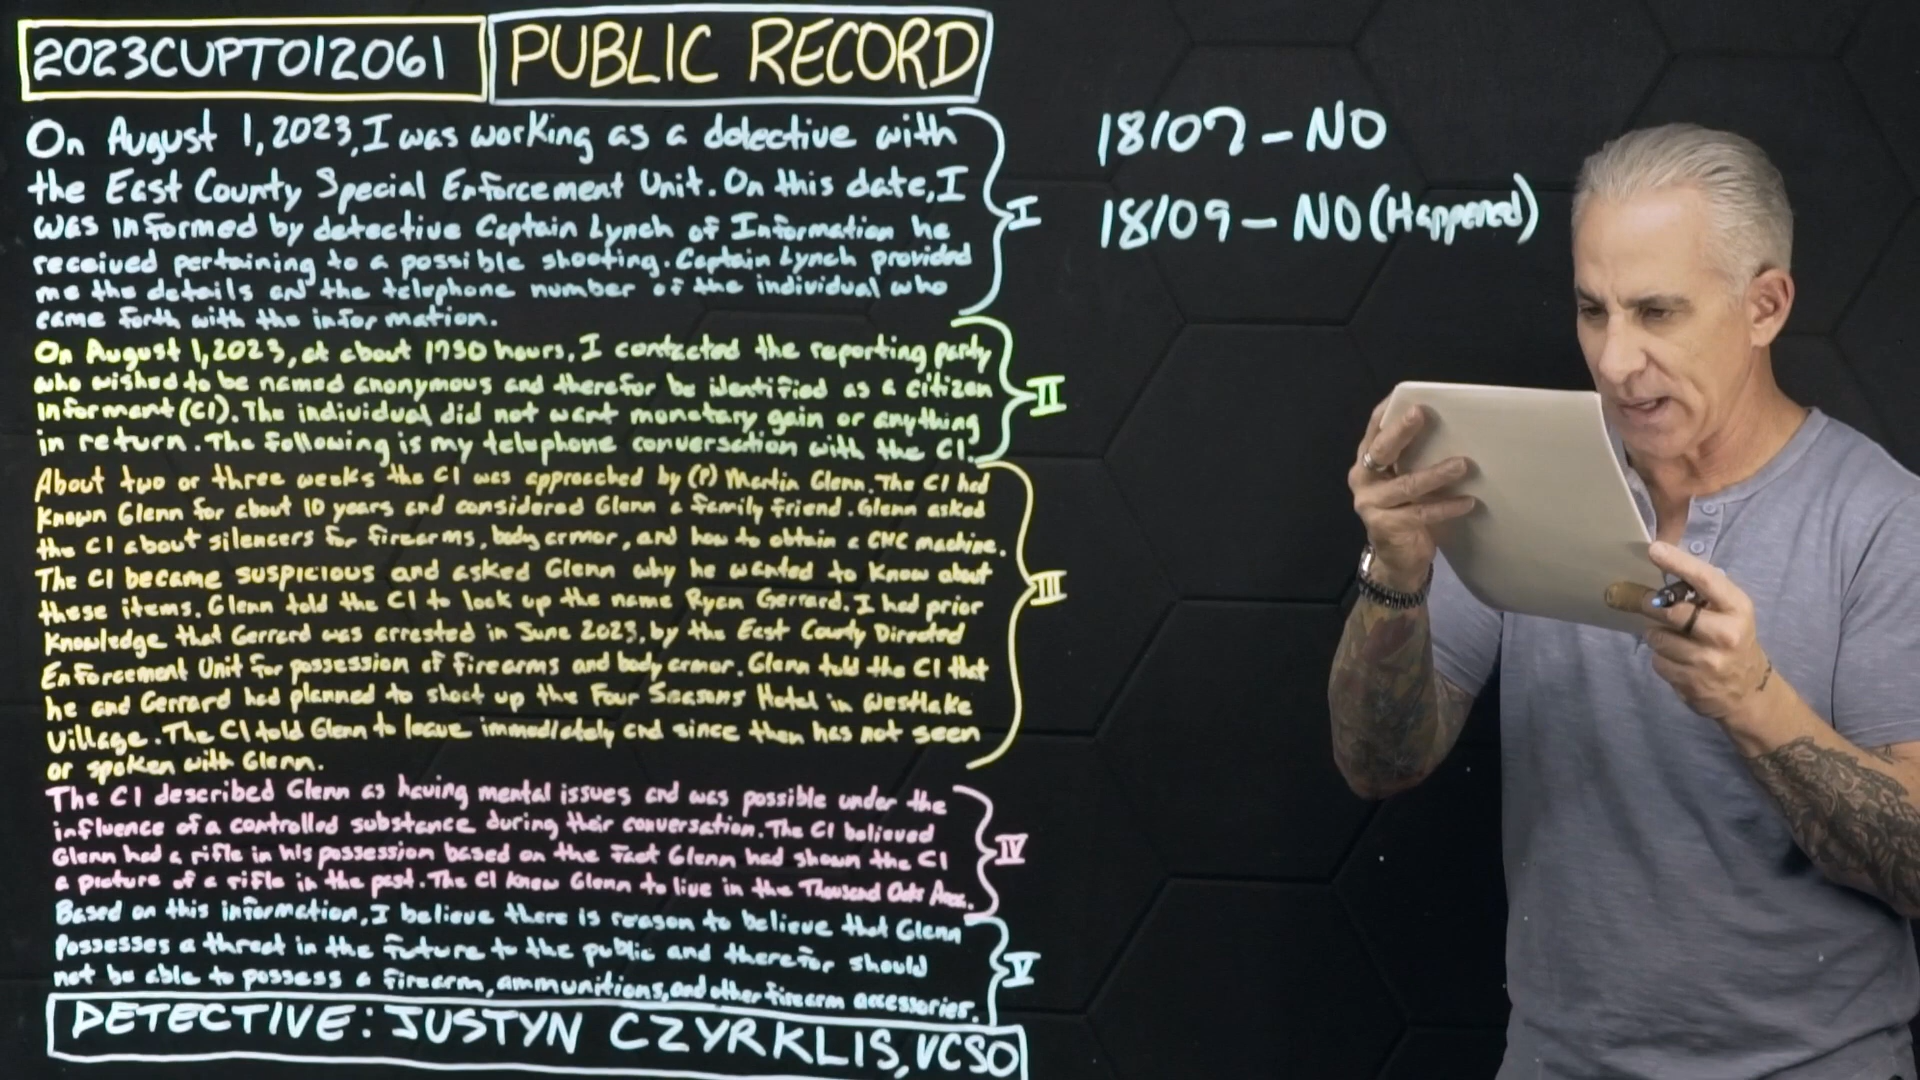 2023CUPT012061
PUBLIC RECORD
On August 1, 2023, I was working as a detective with
the East County Special Enforcement Unit. On this date, I
was informed by detective Captain Lynch of Information he
received pertaining to a possible shooting. Captain Lynch provided
me the details and the telephone number of the individual who
came forth with the information.
I
On August 1, 2023, at about 1730 hours, I contacted the reporting party
who wished to be named anonymous and therefor be identified as a citizen
Informant (CI). The individual did not want monetary gain or anything
in return. The following is my telephone conversation with the CI.
II
About two or three weeks the CI was approached by (P) Martin Glenn. The CI had
Known Glenn for about 10 years and considered Glenn a family friend. Glenn asked
the CI about silencers for firearms, body armor, and how to obtain a CNC machine.
The CI became suspicious and asked Glenn why he wanted to Know about
these items. Glenn told the CI to look up the name Ryan Gerrard. I had prior
Knowledge that Gerrard was arrested in June 2023, by the East County Directed
Enforcement Unit for possession of firearms and body armor. Glenn told the CI that
he and Gerrard had planned to shoot up the Four Seasons Hotel in Westlake
Village. The CI told Glenn to leave immediately and since then has not seen
or spoken with Glenn.
III
The CI described Glenn as having mental issues and was possible under the
influence of a controlled substance during their conversation. The CI believed
Glenn had a rifle in his possession based on the fact Glenn had shown the CI
a picture of a rifle in the past. The CI Knew Glenn to live in the Thousand Oaks Area.
IV
Based on this information, I believe there is reason to believe that Glenn
Possesses a threat in the future to the public and therefor should
not be able to possess a firearm, ammunitions, and other firearm accessories.
V
DETECTIVE: JUSTYN CZYRKLIS, VCSO
18107 - NO
18109 - NO (Happened)